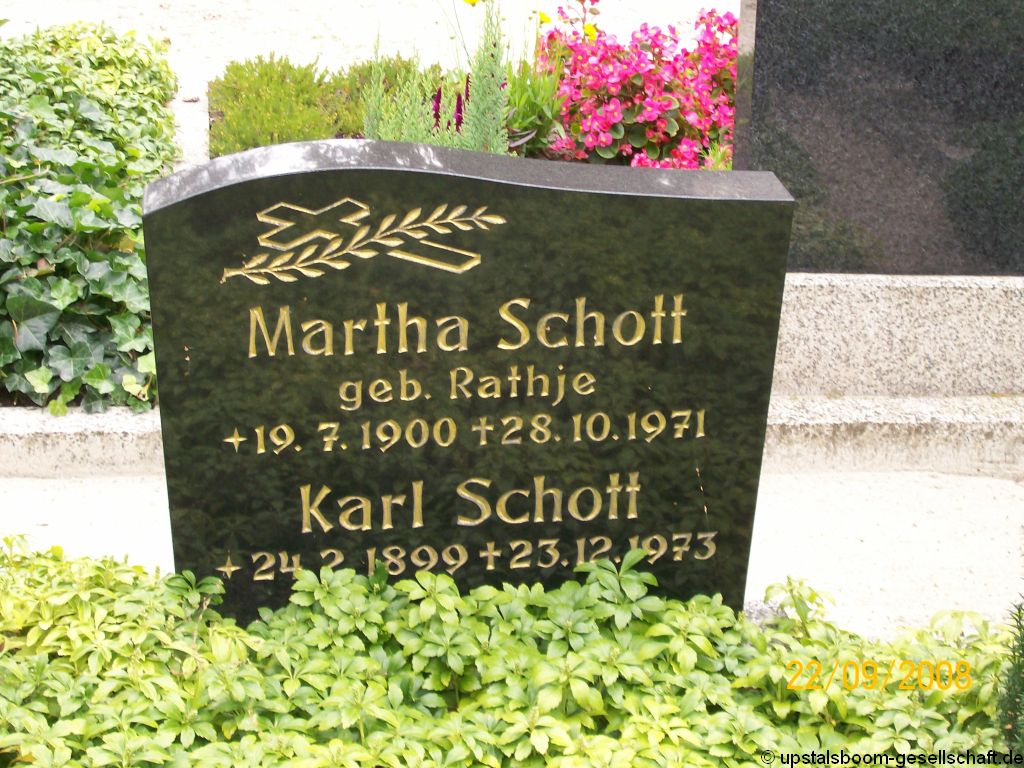 Martha Schott
geb. Rathje
+19. 7. 1900 †28. 10. 1971
Karl Schott
+24. 2. 1899 †23. 12. 1973
22/09/2008
© upstalsboom-gesellschaft.de